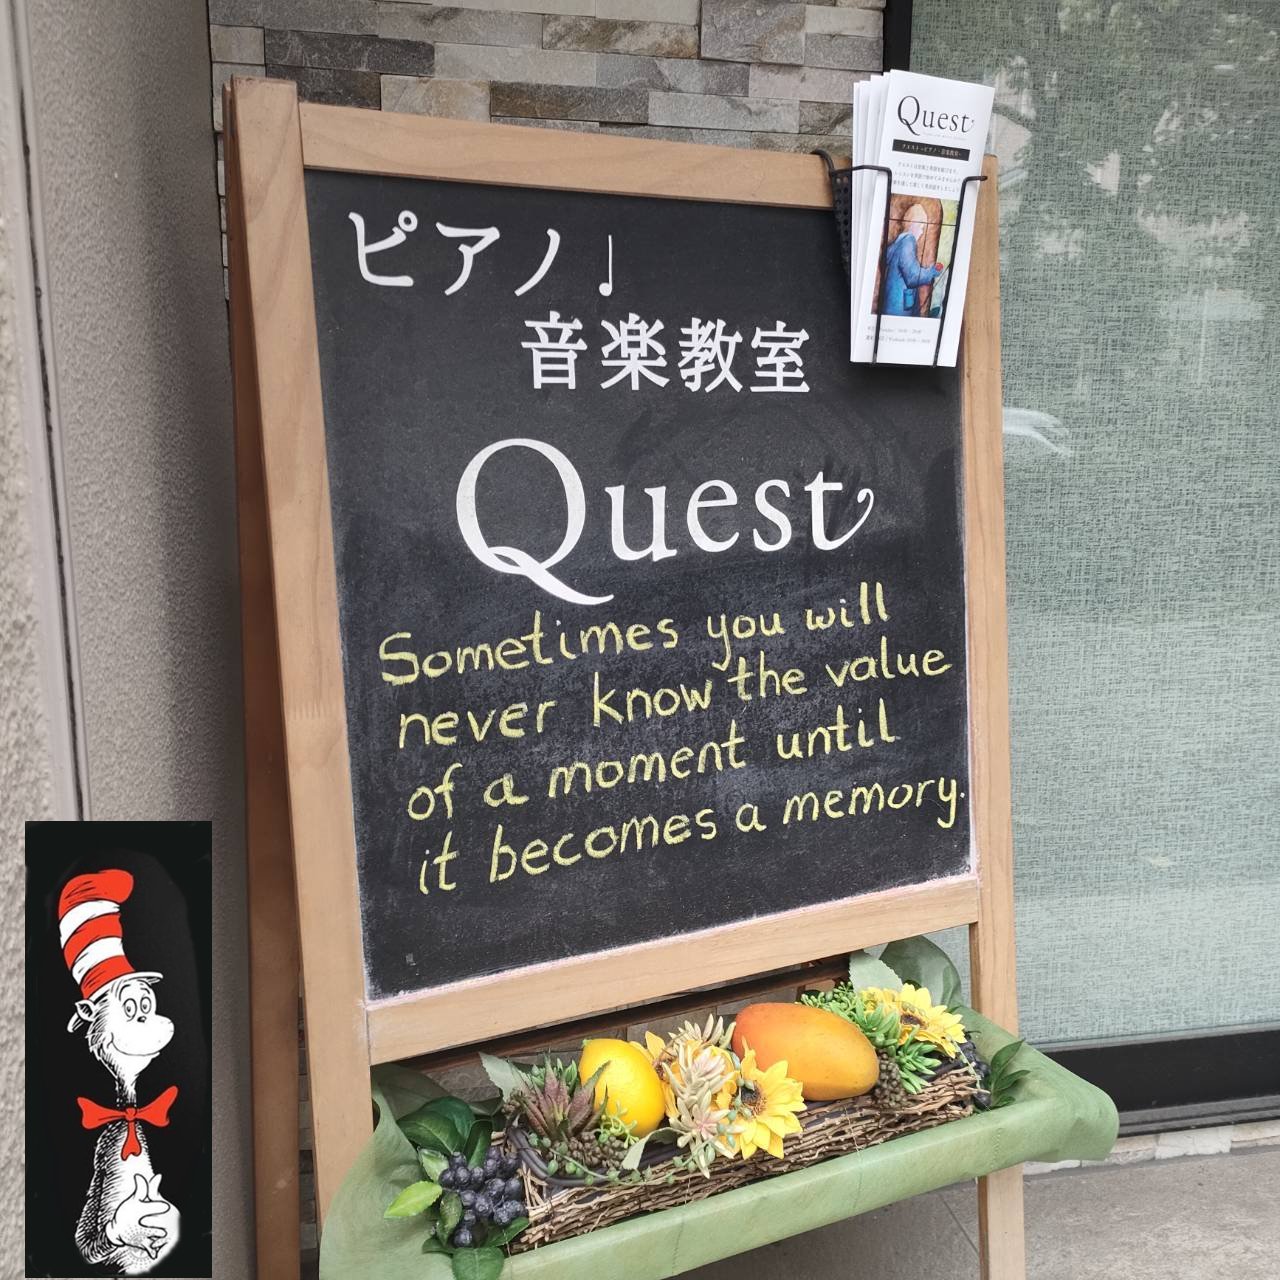 ピアノ♩
音楽教室
Quest
Sometimes you will
never know the value
of a moment until
it becomes a memory.
Quest